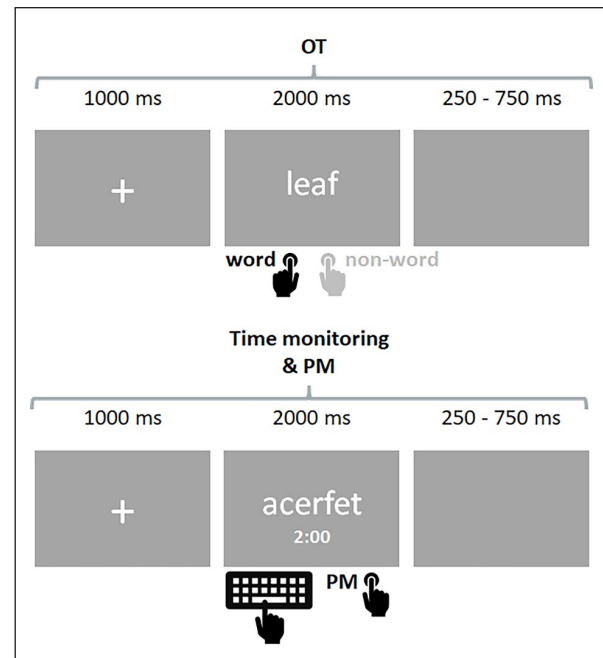 OT
1000 ms 2000 ms 250 - 750 ms
+ leaf
word non-word
Time monitoring
& PM
1000 ms 2000 ms 250 - 750 ms
+ acerfet
2:00
PM